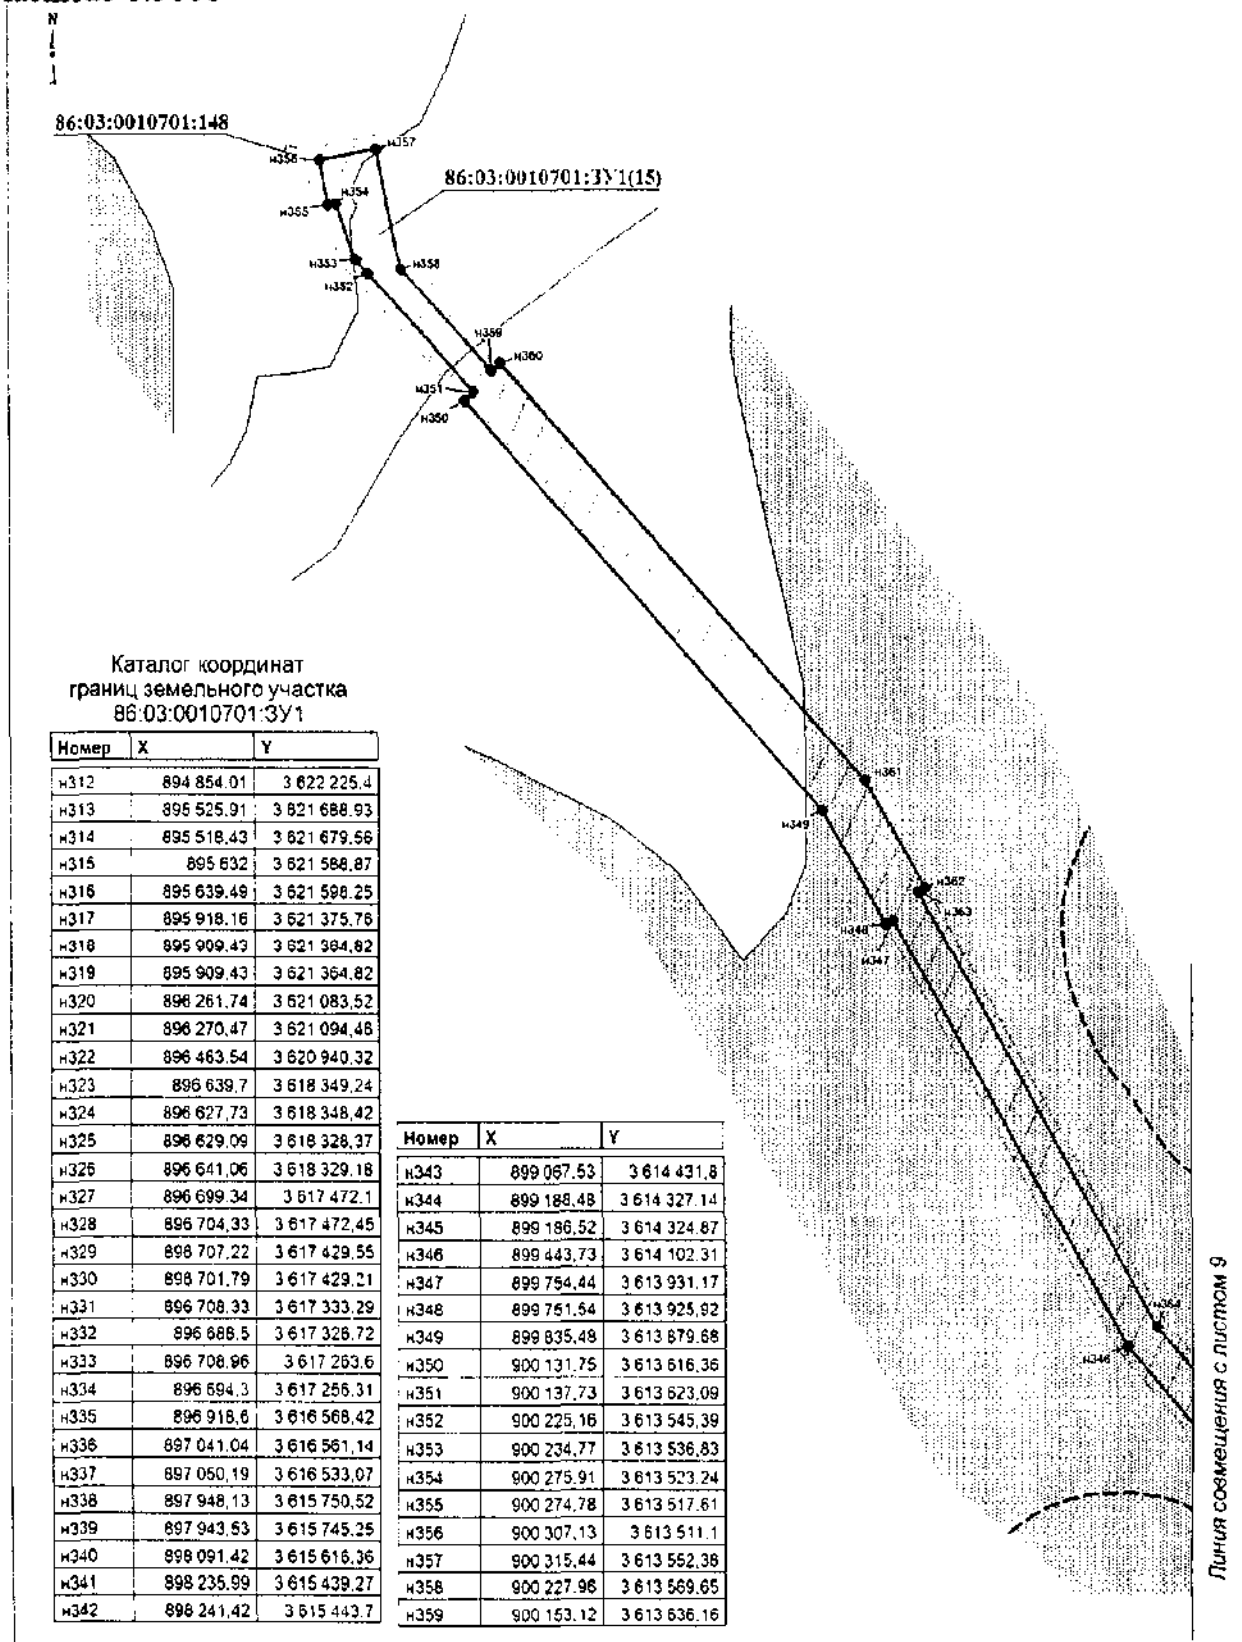 N
86:03:0010701:148
н356
н357
86:03:0010701:ЗУ1(15)
н354
н355
н353
н358
н352
н359
н360
н351
н350
Каталог координат
границ земельного участка
86:03:0010701:ЗУ1
Номер X Y
н312 894 854.01 3 622 225.4
н313 895 525.91 3 621 688.93
н314 895 518.43 3 621 679.56
н315 895 632 3 621 588.87
н316 895 639.49 3 621 598.25
н317 895 918.16 3 621 375.76
н318 895 909.43 3 621 364.82
н319 895 909.43 3 621 364.82
н320 896 261.74 3 621 083,52
н321 896 270,47 3 621 094,46
н322 896 463,54 3 620 940,32
н323 896 639,7 3 618 349,24
н324 896 627,73 3 618 348,42
н325 896 629,09 3 618 328,37
н326 896 641,06 3 618 329.18
н327 896 699.34 3 617 472.1
н328 896 704,33 3 617 472,45
н329 896 707,22 3 617 429,55
н330 896 701,79 3 617 429.21
н331 896 708.33 3 617 333.29
н332 896 688.5 3 617 326.72
н333 896 708,96 3 617 263.6
н334 896 694.3 3 617 256.31
н335 896 918,6 3 616 568,42
н336 897 041.04 3 616 561,14
н337 897 050,19 3 616 533,07
н338 897 948,13 3 615 750,52
н339 897 943,53 3 615 745,25
н340 898 091.42 3 615 616,36
н341 898 235.99 3 615 439.27
н342 898 241,42 3 615 443.7
Номер X Y
н343 899 067.53 3 614 431,8
н344 899 188,48 3 614 327.14
н345 899 186,52 3 614 324.87
н346 899 443,73 3 614 102.31
н347 899 754,44 3 613 931,17
н348 899 751,54 3 613 925,92
н349 899 835,48 3 613 879.68
н350 900 131.75 3 613 616,36
н351 900 137,73 3 613 623,09
н352 900 225,16 3 613 545,39
н353 900 234,77 3 613 536,83
н354 900 275,91 3 613 523.24
н355 900 274,78 3 613 517.61
н356 900 307,13 3 613 511.1
н357 900 315,44 3 613 552,38
н358 900 227,96 3 613 569,65
н359 900 153.12 3 613 636.16
н361
н349
н362
н363
н348
н347
н364
н346
Линия совмещения с листом 9